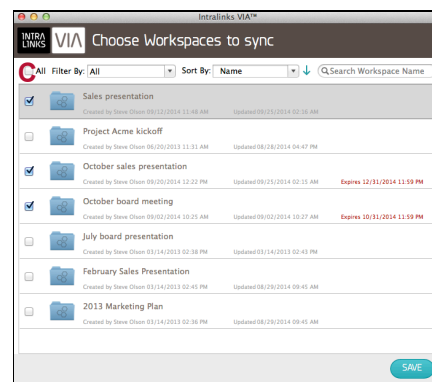 Intralinks VIA™
INTRA LINKS VIA Choose Workspaces to sync
C All Filter By: All Sort By: Name Search Workspace Name
Sales presentation
Created by Steve Olson 09/12/2014 11:48 AM Updated 09/25/2014 02:16 AM
Project Acme kickoff
Created by Steve Olson 06/20/2013 11:31 AM Updated 08/28/2014 04:47 PM
October sales presentation
Created by Steve Olson 09/20/2014 12:22 PM Updated 09/25/2014 02:15 AM Expires 12/31/2014 11:59 PM
October board meeting
Created by Steve Olson 09/02/2014 10:25 AM Updated 09/02/2014 10:27 AM Expires 10/31/2014 11:59 PM
July board presentation
Created by Steve Olson 03/14/2013 02:38 PM Updated 03/14/2013 02:43 PM
February Sales Presentation
Created by Steve Olson 03/14/2013 02:45 PM Updated 08/29/2014 09:45 AM
2013 Marketing Plan
Created by Steve Olson 03/14/2013 02:36 PM Updated 08/29/2014 09:45 AM
SAVE